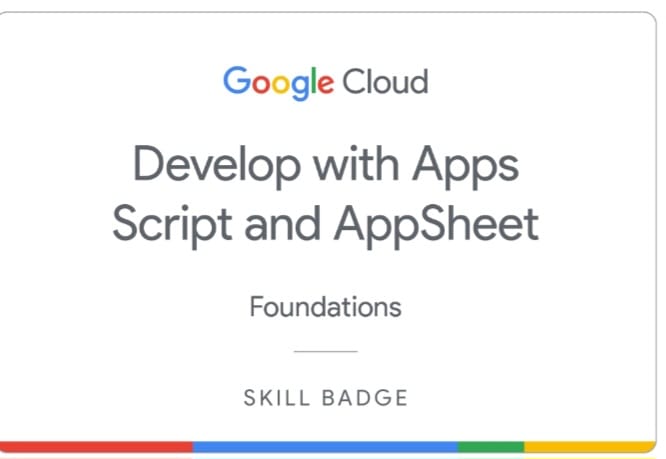 Google Cloud
Develop with Apps
Script and AppSheet
Foundations
SKILL BADGE